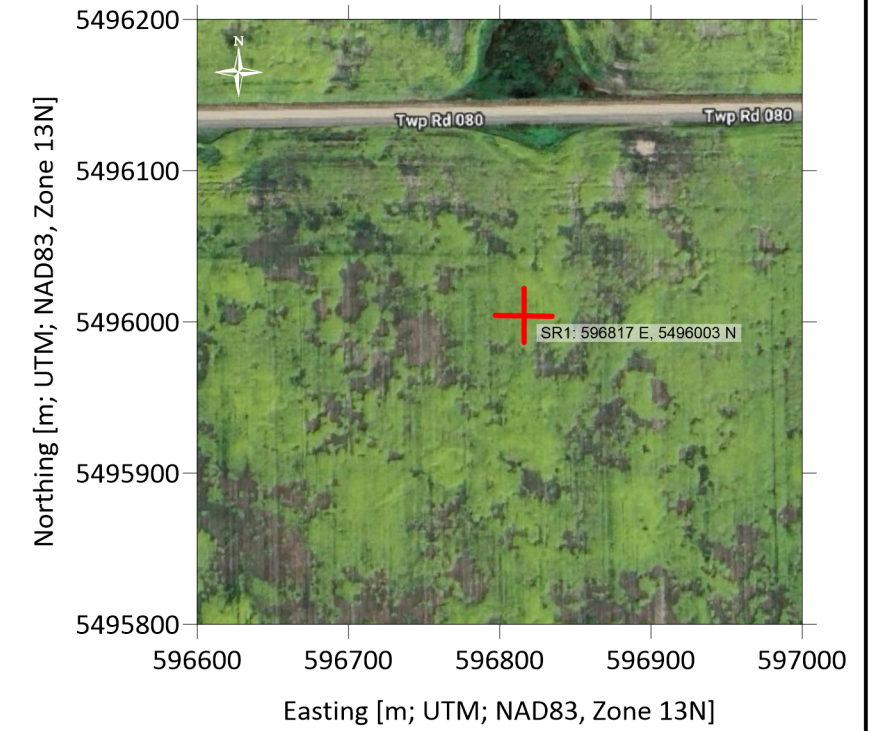 5496200
N
Twp Rd 080
Twp Rd 080
5496100
5496000
SR1: 596817 E, 5496003 N
5495900
5495800
596600 596700 596800 596900 597000
Easting [m; UTM; NAD83, Zone 13N]
Northing [m; UTM; NAD83, Zone 13N]